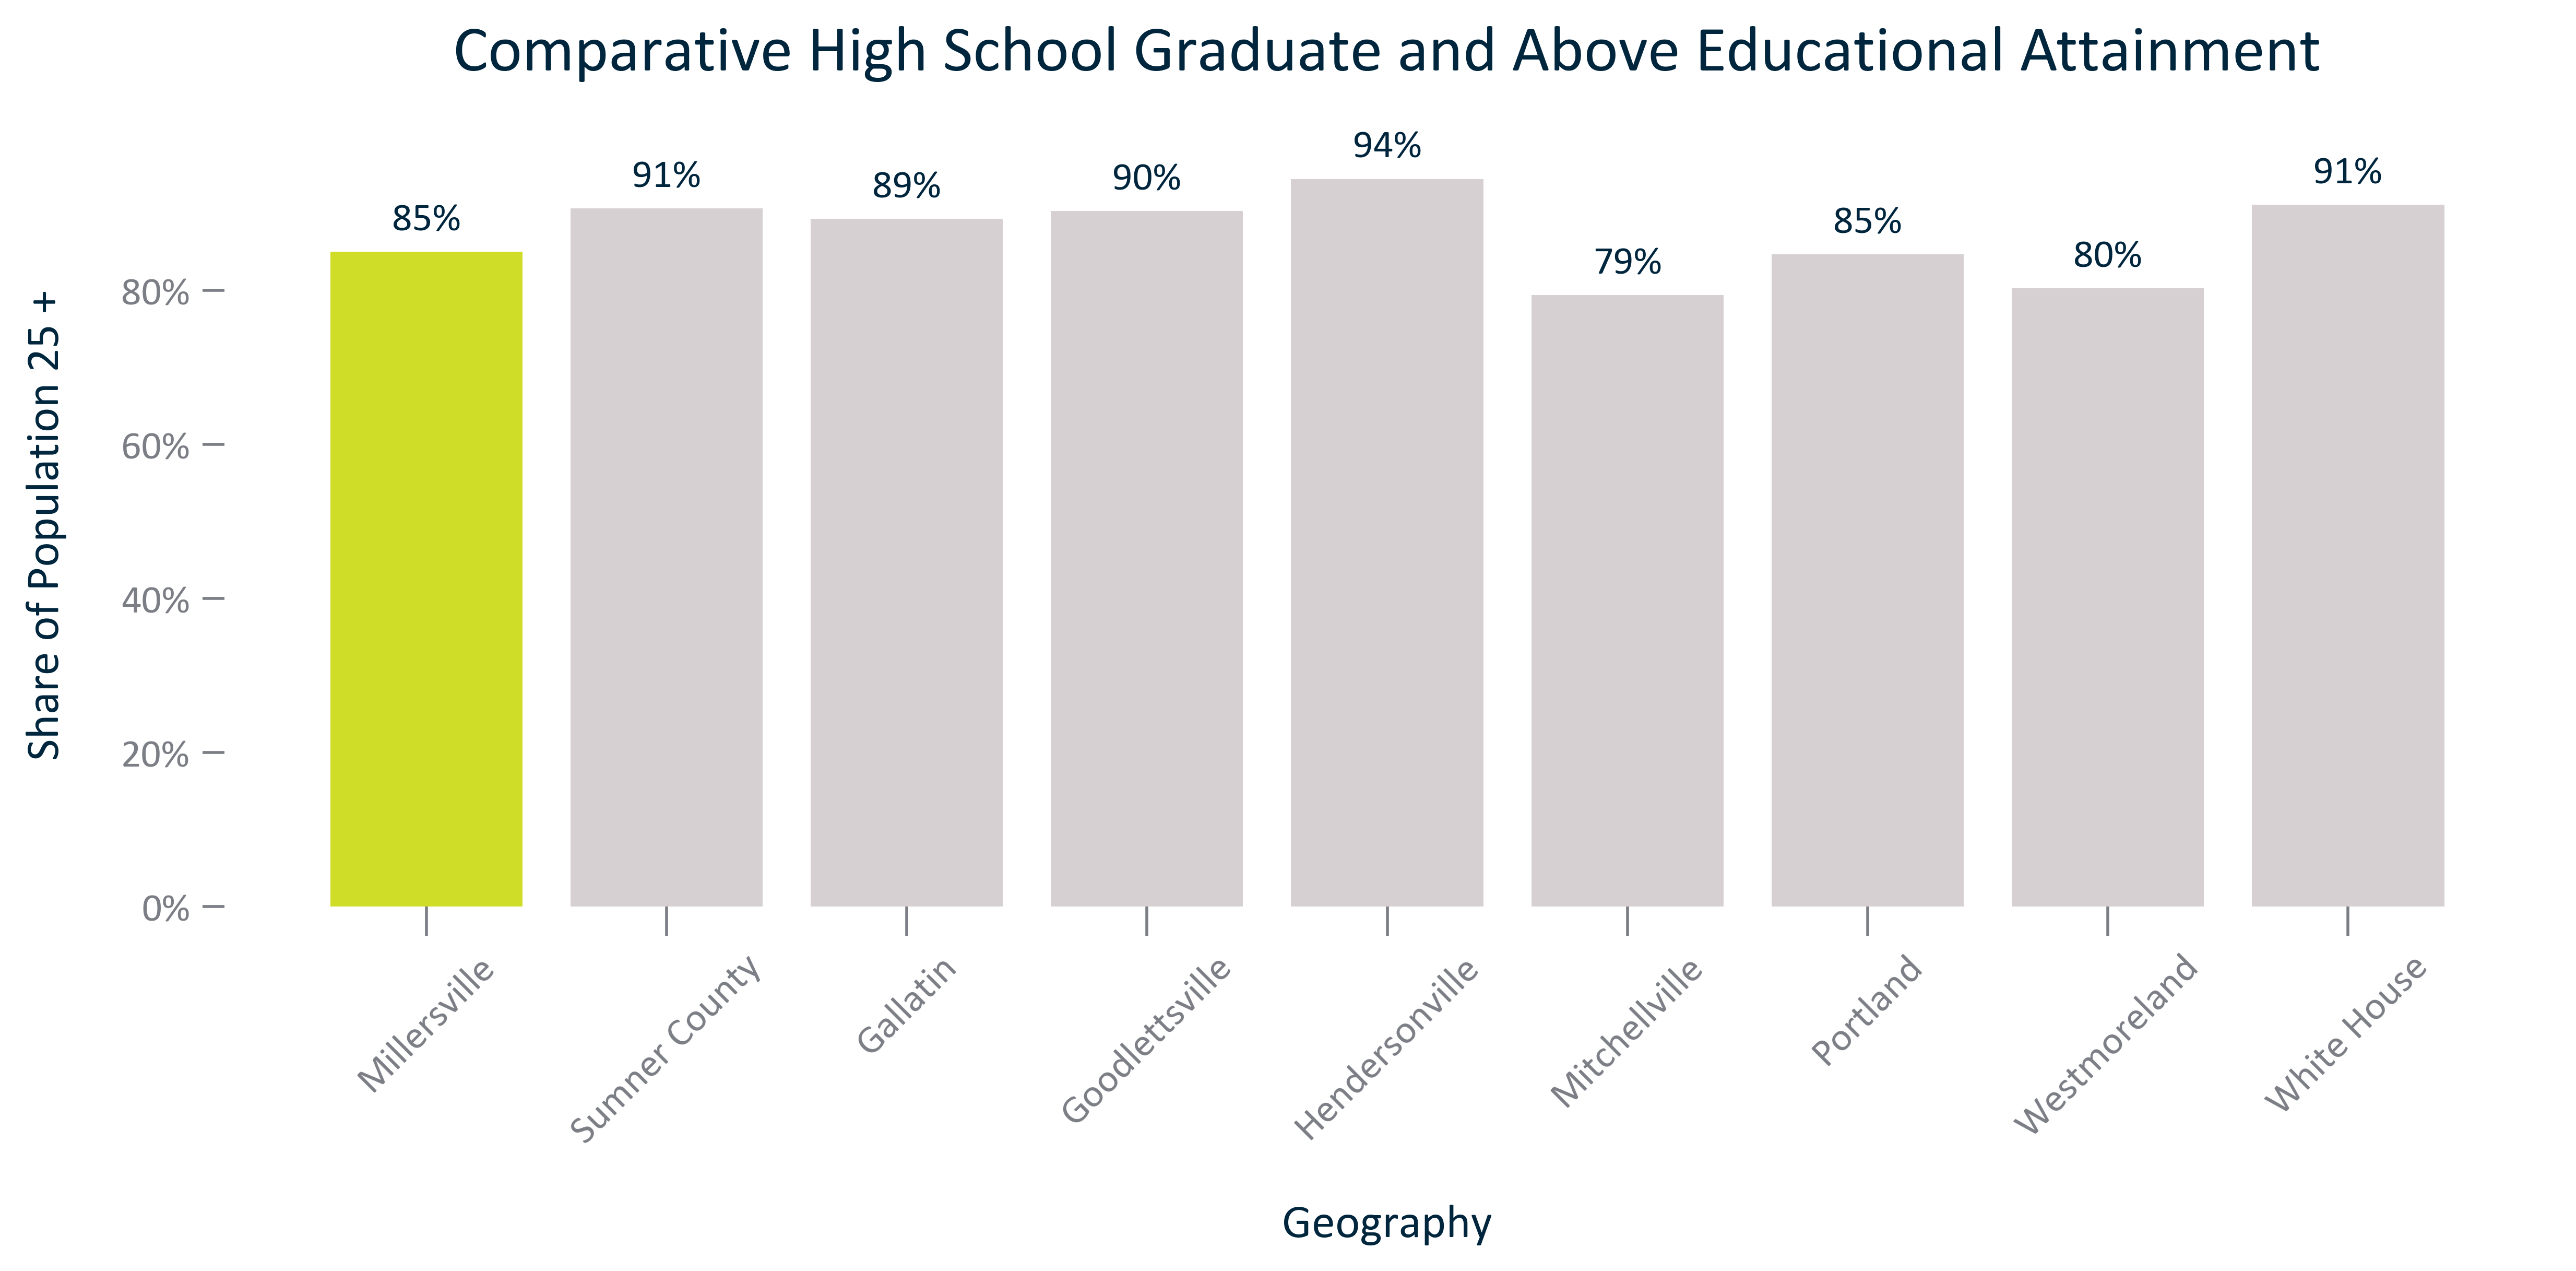 Comparative High School Graduate and Above Educational Attainment
94%
91%
91%
90%
89%
85%
85%
80%
79%
80%
60%
40%
20%
0%
Share of Population 25 +
Millersville
Sumner County
Gallatin
Goodlettsville
Hendersonville
Mitchellville
Portland
Westmoreland
White House
Geography